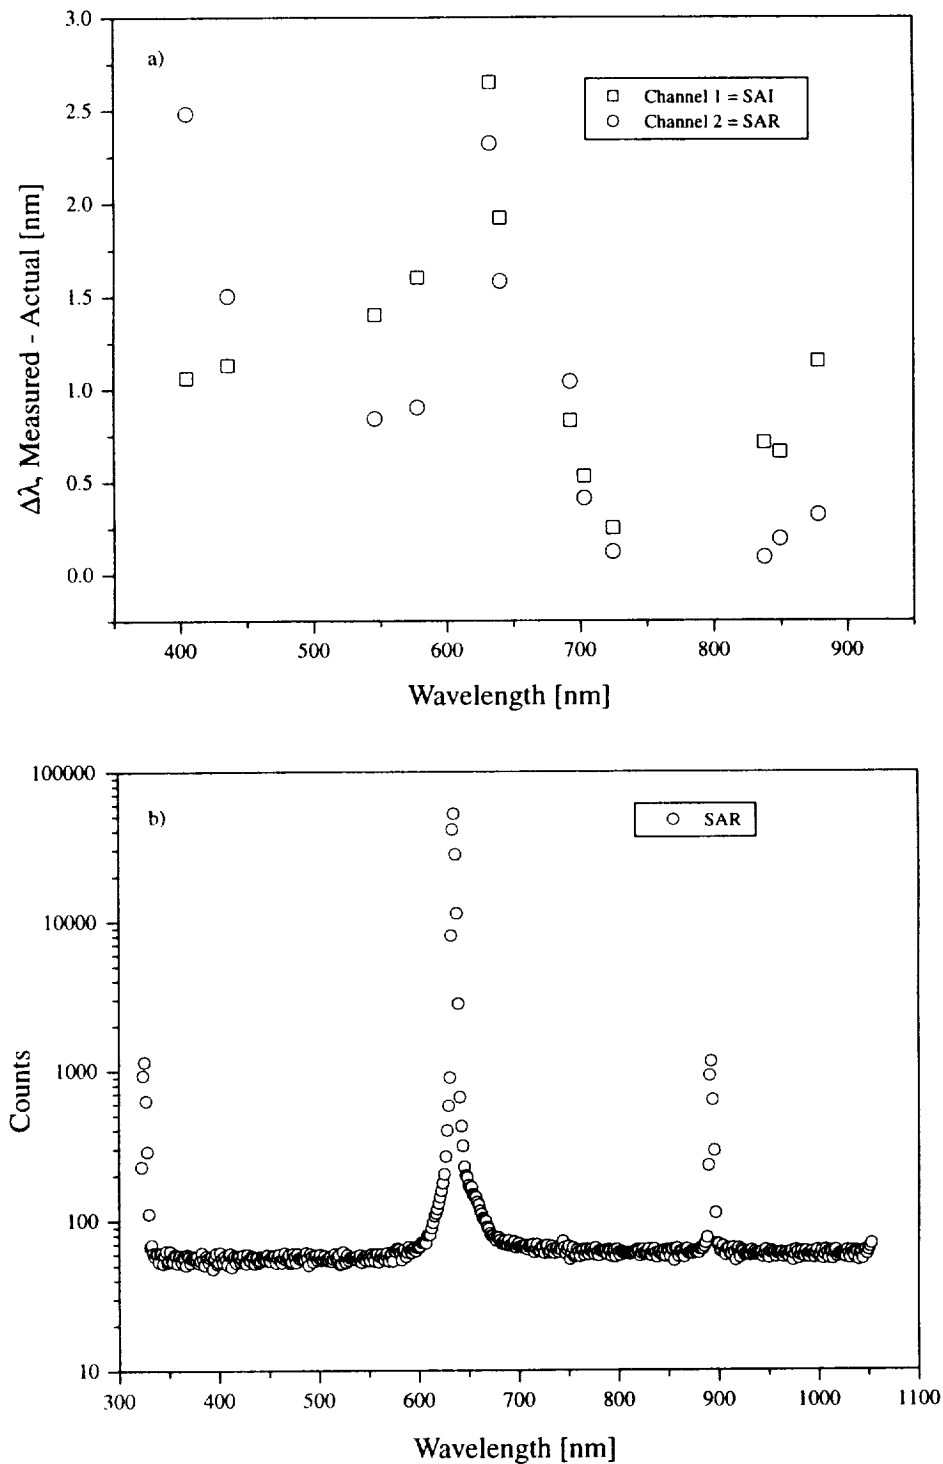 3.0
a)
Channel 1 = SAI
Channel 2 = SAR
2.5
2.0
1.5
1.0
0.5
0.0
Δλ, Measured - Actual [nm]
400 500 600 700 800 900
Wavelength [nm]
100000
b)
SAR
10000
1000
100
10
Counts
300 400 500 600 700 800 900 1000 1100
Wavelength [nm]